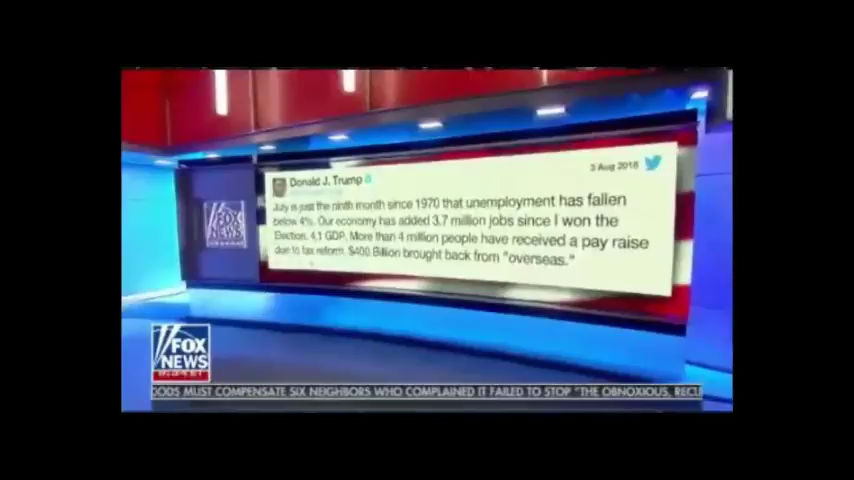 3 Aug 2018
Donald J. Trump
July is just the ninth month since 1970 that unemployment has fallen
below 4%. Our economy has added 3.7 million jobs since I won the
Election. 4.1 GDP. More than 4 million people have received a pay raise
due to tax reform. $400 Billion brought back from "overseas."
FOX
NEWS
FOX
NEWS
OODS MUST COMPENSATE SIX NEIGHBORS WHO COMPLAINED IT FAILED TO STOP "THE OBNOXIOUS, RECU